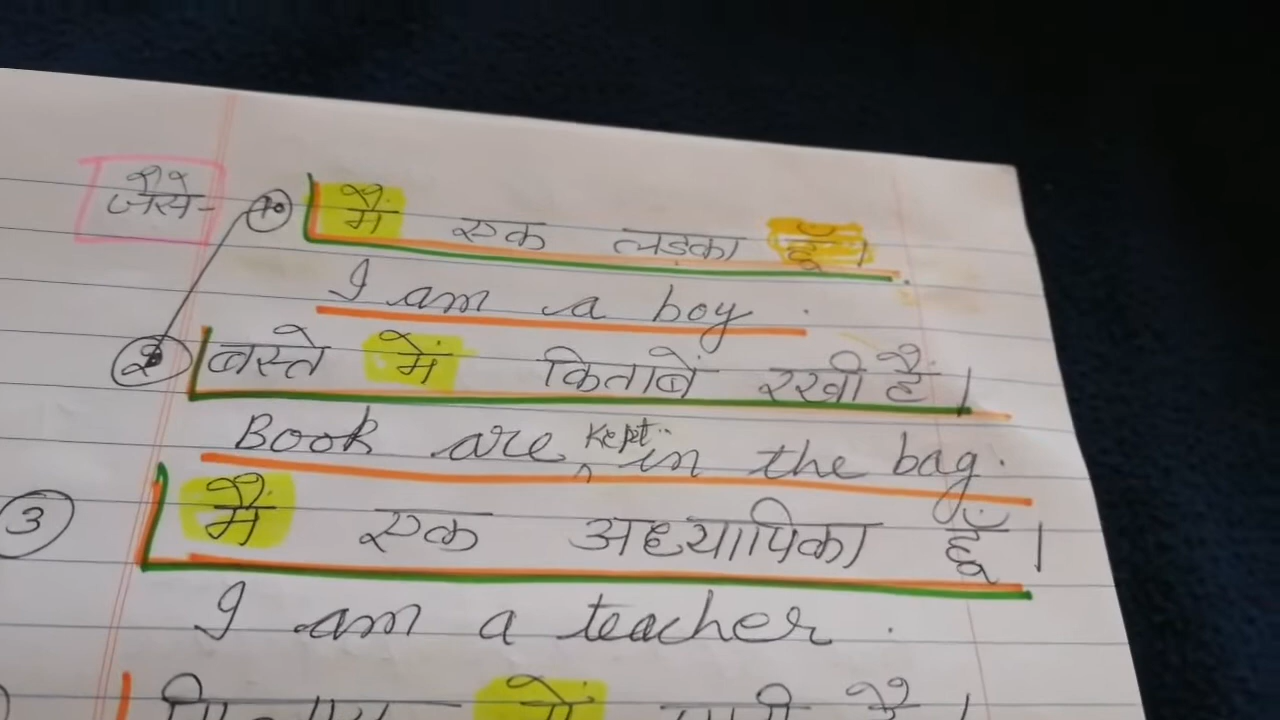 जैसे-
① मैं एक लड़का हूँ।
I am a boy.
② बस्ते में किताबें रखी हैं।
Book are kept in the bag.
③ मैं एक अध्यापिका हूँ।
I am a teacher.
में है।